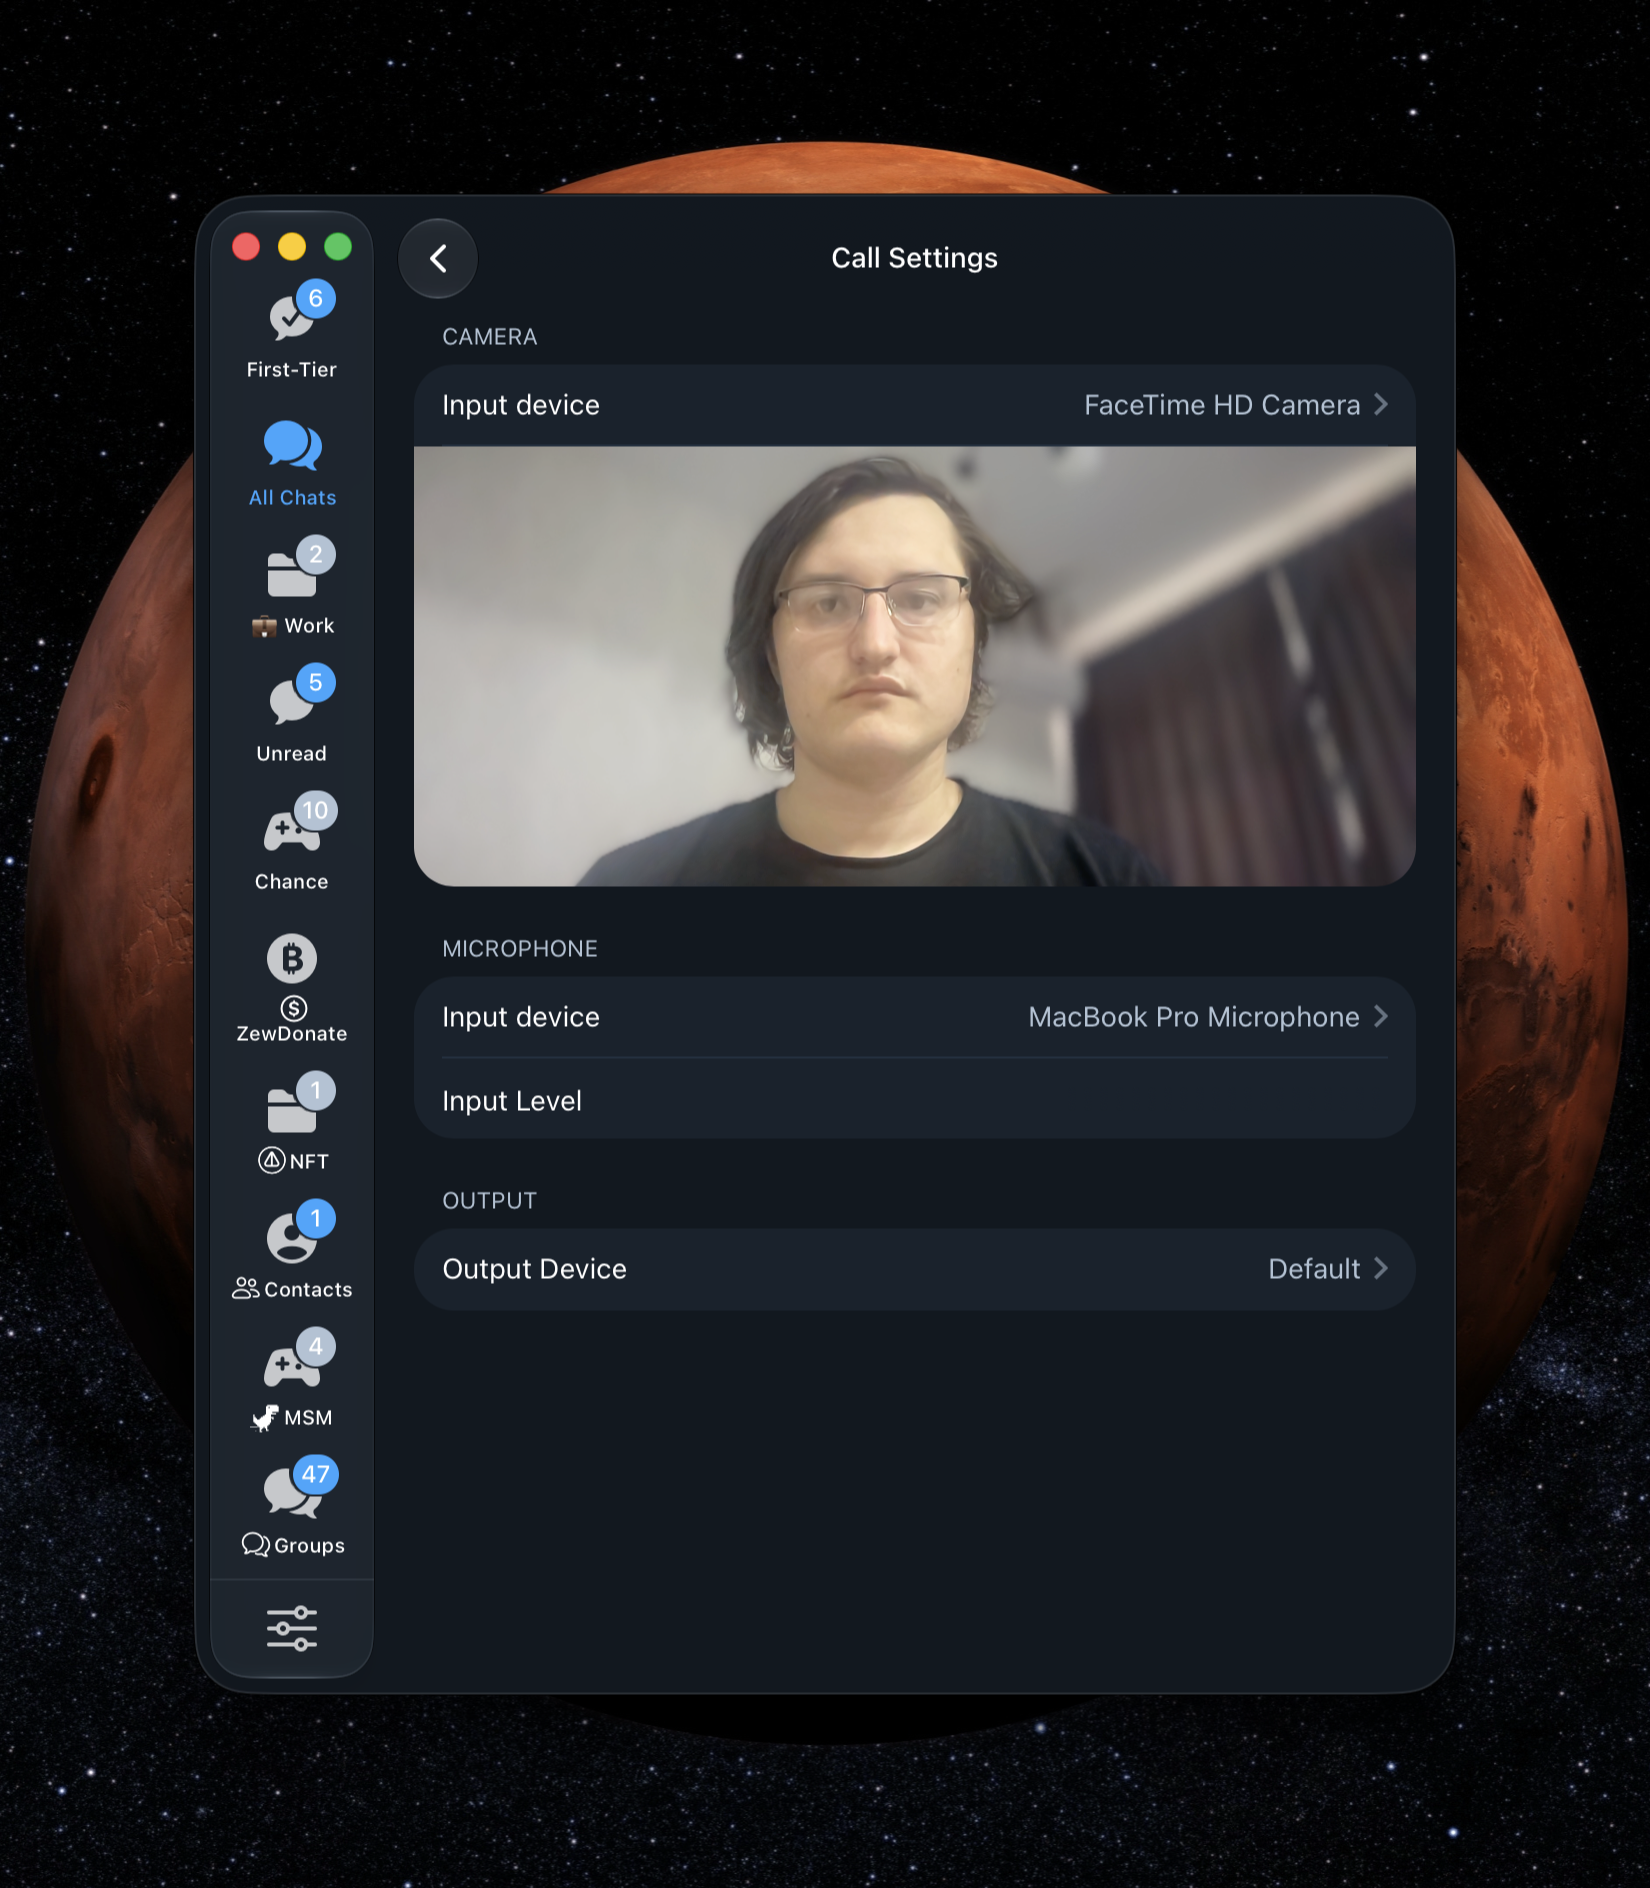 Call Settings
6
First-Tier
All Chats
2
💼 Work
5
Unread
10
Chance
ZewDonate
1
NFT
1
Contacts
4
MSM
47
Groups
CAMERA
Input device
FaceTime HD Camera
MICROPHONE
Input device
MacBook Pro Microphone
Input Level
OUTPUT
Output Device
Default